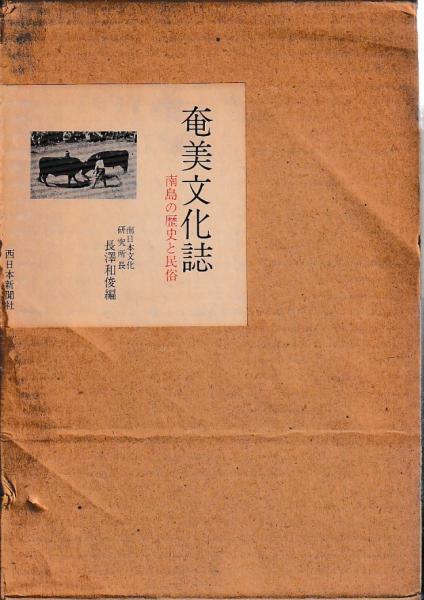 奄美文化誌
南島の歴史と民俗
南日本文化
研究所長
長澤和俊編
西日本新聞社